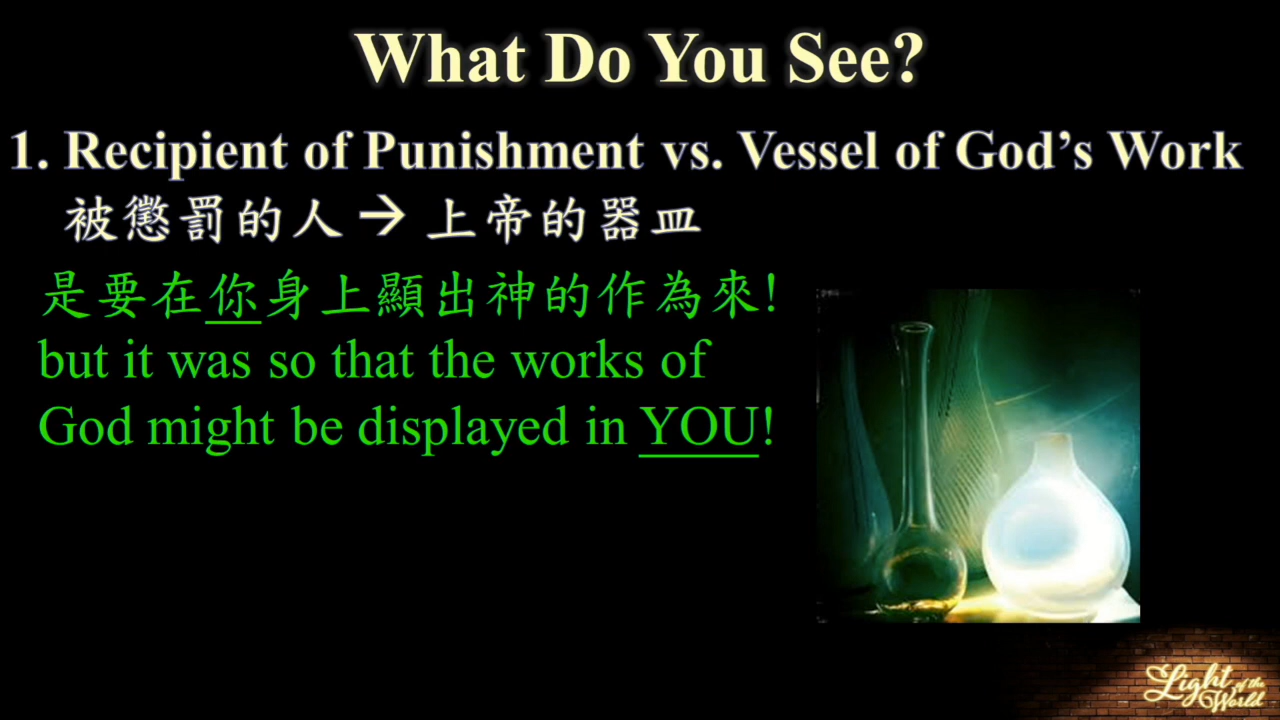 What Do You See?
1. Recipient of Punishment vs. Vessel of God's Work
被懲罰的人 → 上帝的器皿
是要在你身上顯出神的作為來!
but it was so that the works of
God might be displayed in YOU!
Light of the
World